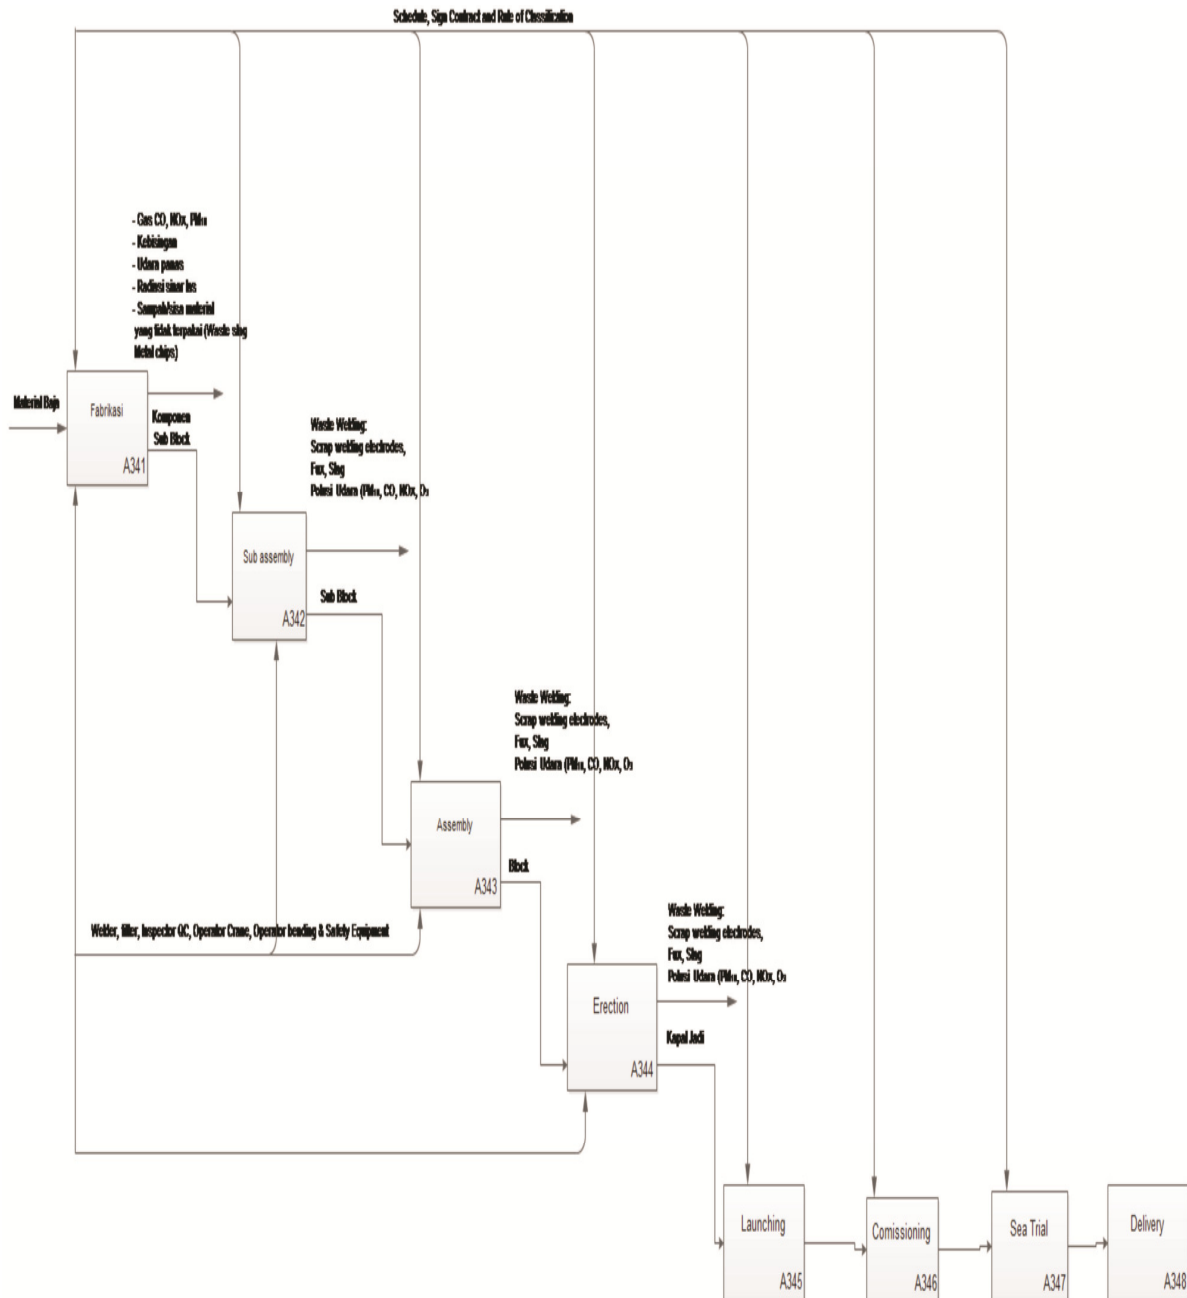 Schedule, Sign Contract and Rule of Classification
- Gas CO, NOx, PM₁₀
- Kebisingan
- Udara panas
- Radiasi sinar las
- Sampah/sisa material
yang tidak terpakai (Waste slag
Metal chips)
Material Baja
Fabrikasi
A341
Komponen
Sub Block
Waste Welding:
Scrap welding electrodes,
Fux, Slag
Polusi Udara (PM₁₀, CO, NOx, O₃
Sub assembly
A342
Sub Block
Waste Welding:
Scrap welding electrodes,
Fux, Slag
Polusi Udara (PM₁₀, CO, NOx, O₃
Assembly
A343
Block
Welder, fitter, Inspector QC, Operator Crane, Operator bending & Safety Equipment
Waste Welding:
Scrap welding electrodes,
Fux, Slag
Polusi Udara (PM₁₀, CO, NOx, O₃
Erection
A344
Kapal Jadi
Launching
A345
Comissioning
A346
Sea Trial
A347
Delivery
A348